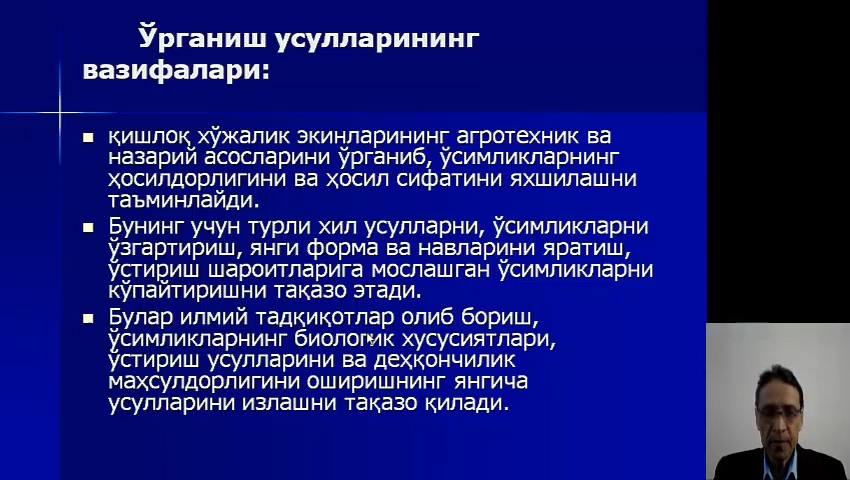 Ўрганиш усулларининг
вазифалари:
қишлоқ хўжалик экинларининг агротехник ва
назарий асосларини ўрганиб, ўсимликларнинг
ҳосилдорлигини ва ҳосил сифатини яхшилашни
таъминлайди.
Бунинг учун турли хил усулларни, ўсимликларни
ўзгартириш, янги форма ва навларини яратиш,
ўстириш шароитларига мослашган ўсимликларни
кўпайтиришни тақазо этади.
Булар илмий тадқиқотлар олиб бориш,
ўсимликларнинг биологик хусусиятлари,
ўстириш усулларини ва деҳқончилик
маҳсулдорлигини оширишнинг янгича
усулларини излашни тақазо қилади.